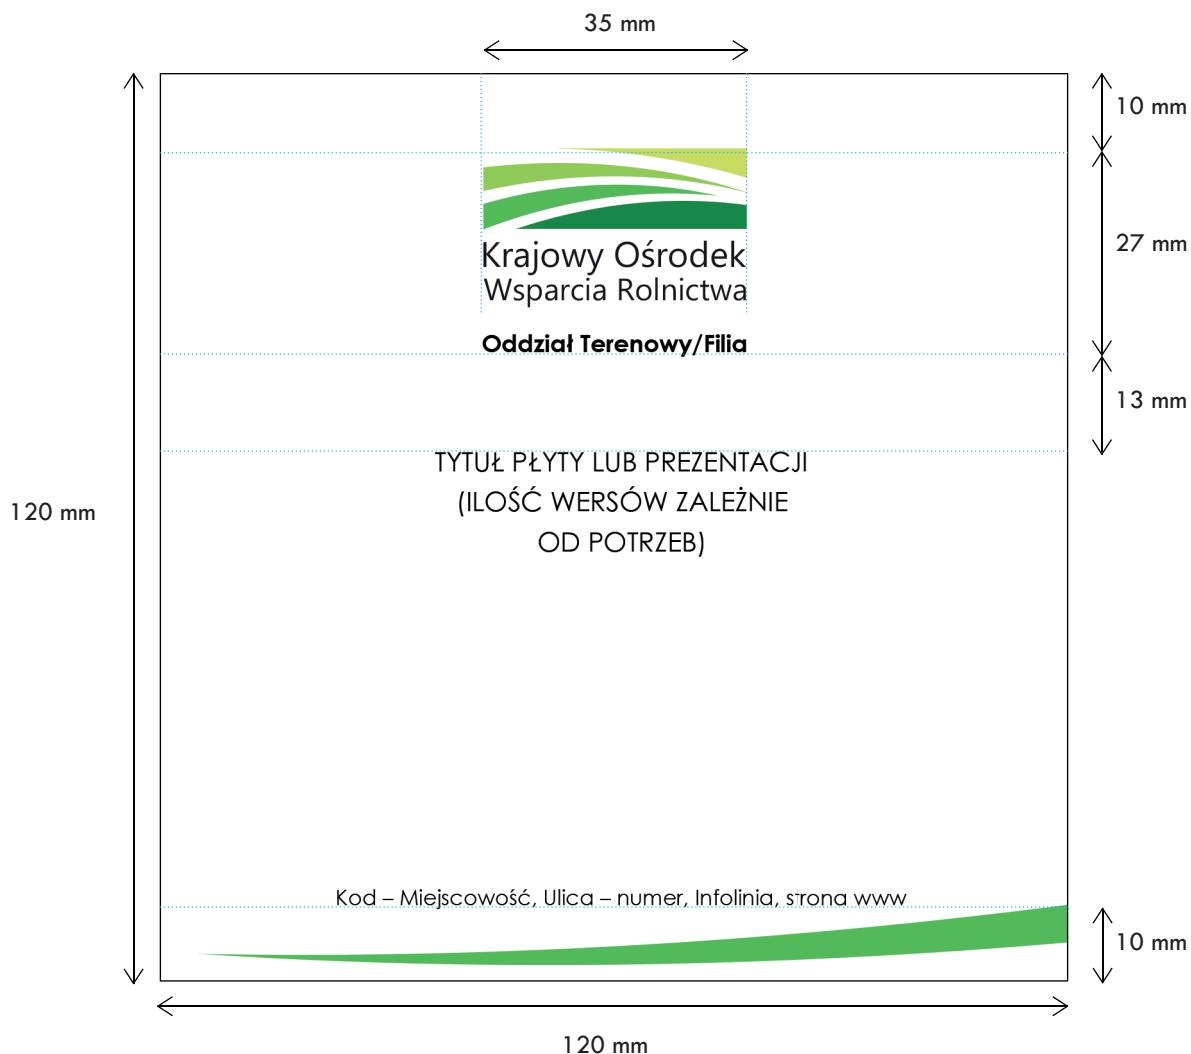 35 mm
10 mm
27 mm
Krajowy Ośrodek
Wsparcia Rolnictwa
Oddział Terenowy/Filia
13 mm
TYTUŁ PŁYTY LUB PREZENTACJI
(ILOŚĆ WERSÓW ZALEŻNIE
OD POTRZEB)
120 mm
Kod – Miejscowość, Ulica – numer, Infolinia, strona www
10 mm
120 mm